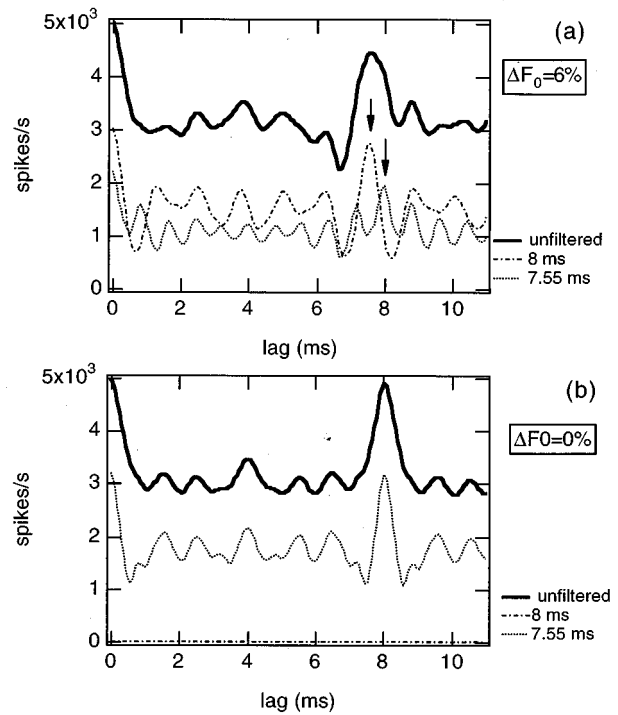 (a)
5x10³
4
3
2
1
0
spikes/s
ΔF₀=6%
unfiltered
8 ms
7.55 ms
0 2 4 6 8 10
lag (ms)
(b)
5x10³
4
3
2
1
0
spikes/s
ΔF0=0%
unfiltered
8 ms
7.55 ms
0 2 4 6 8 10
lag (ms)